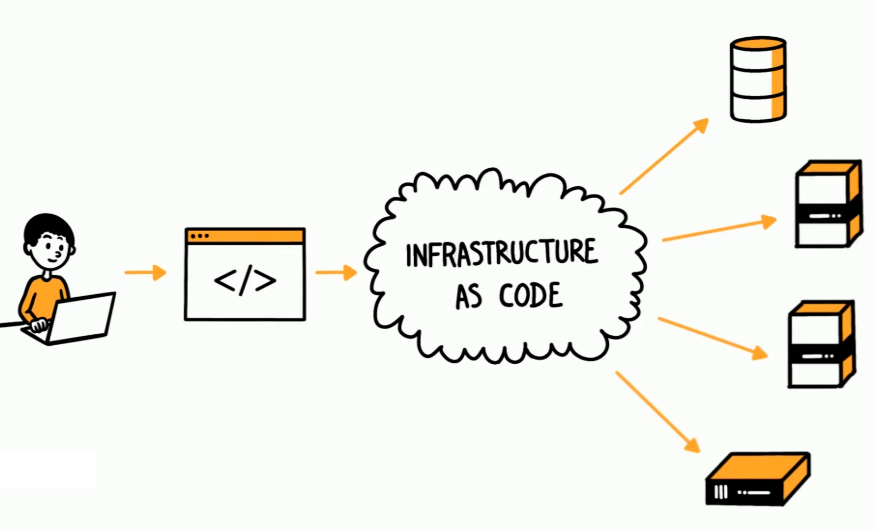 </>
INFRASTRUCTURE
AS CODE